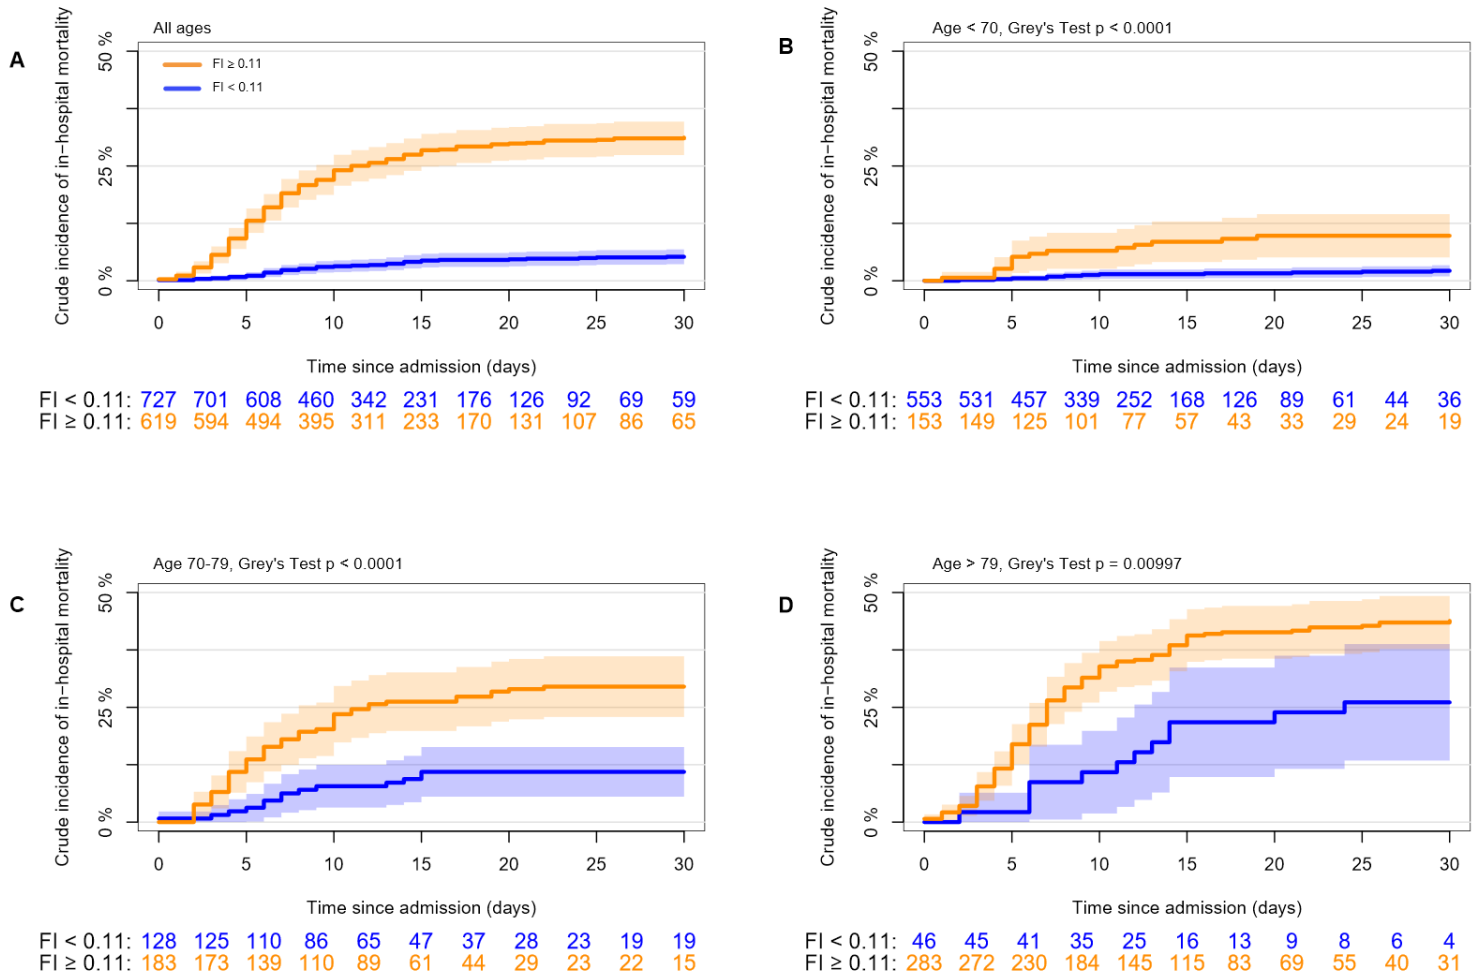 A
All ages
Crude incidence of in-hospital mortality
50 %
25 %
0 %
FI ≥ 0.11
FI < 0.11
0 5 10 15 20 25 30
Time since admission (days)
FI < 0.11: 727 701 608 460 342 231 176 126 92 69 59
FI ≥ 0.11: 619 594 494 395 311 233 170 131 107 86 65
B
Age < 70, Grey's Test p < 0.0001
Crude incidence of in-hospital mortality
50 %
25 %
0 %
0 5 10 15 20 25 30
Time since admission (days)
FI < 0.11: 553 531 457 339 252 168 126 89 61 44 36
FI ≥ 0.11: 153 149 125 101 77 57 43 33 29 24 19
C
Age 70-79, Grey's Test p < 0.0001
Crude incidence of in-hospital mortality
50 %
25 %
0 %
0 5 10 15 20 25 30
Time since admission (days)
FI < 0.11: 128 125 110 86 65 47 37 28 23 19 19
FI ≥ 0.11: 183 173 139 110 89 61 44 29 23 22 15
D
Age > 79, Grey's Test p = 0.00997
Crude incidence of in-hospital mortality
50 %
25 %
0 %
0 5 10 15 20 25 30
Time since admission (days)
FI < 0.11: 46 45 41 35 25 16 13 9 8 6 4
FI ≥ 0.11: 283 272 230 184 145 115 83 69 55 40 31